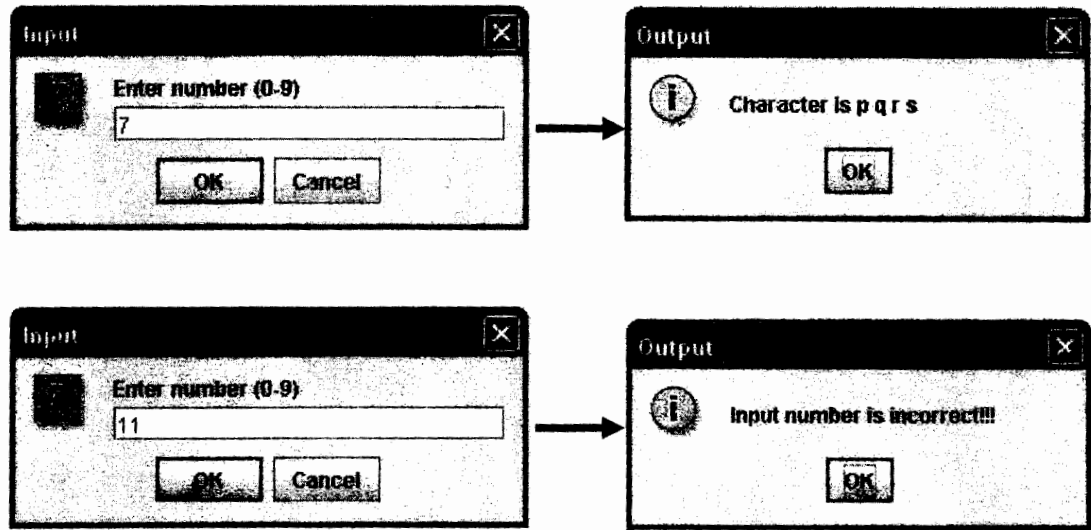 Input
Enter number (0-9)
7
OK
Cancel
Output
Character is p q r s
OK
Input
Enter number (0-9)
11
OK
Cancel
Output
Input number is incorrect!!!
OK